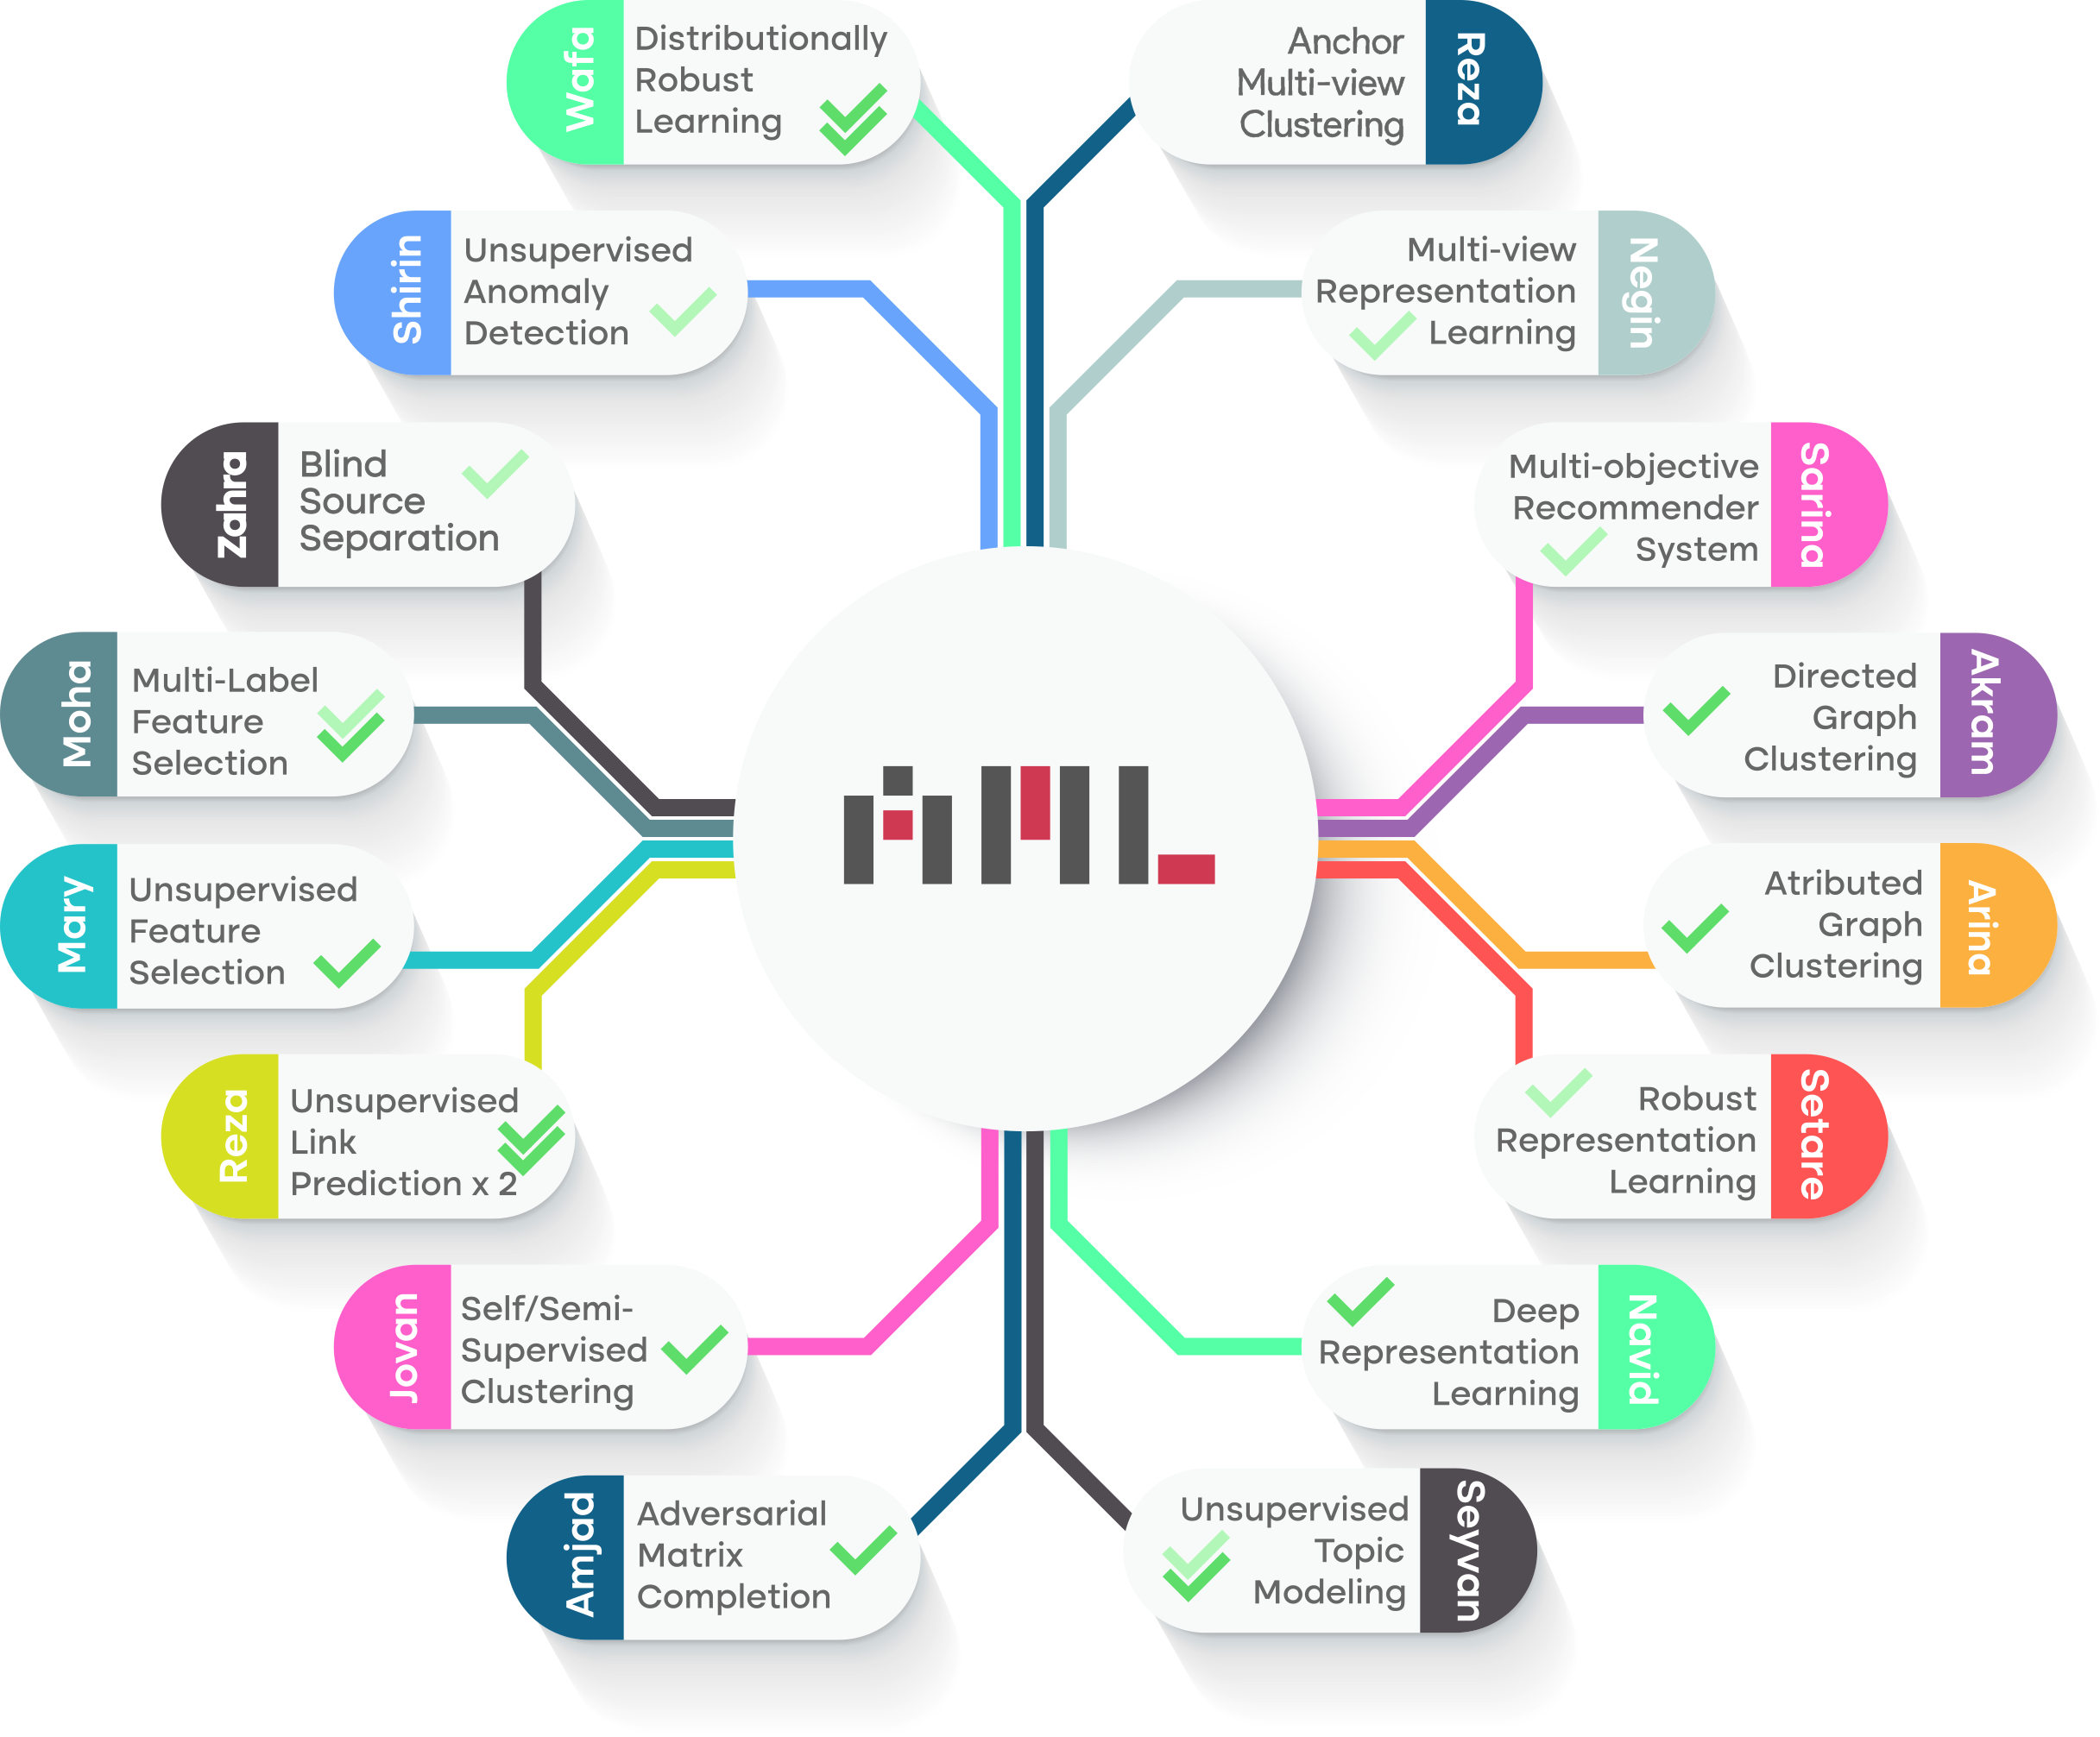 Wafa
Distributionally
Robust
Learning
Anchor
Multi-view
Clustering
Reza
Shirin
Unsupervised
Anomaly
Detection
Multi-view
Representation
Learning
Negin
Zahra
Blind
Source
Separation
Multi-objective
Recommender
System
Sarina
Moha
Multi-Label
Feature
Selection
Directed
Graph
Clustering
Akram
AML
Mary
Unsupervised
Feature
Selection
Atributed
Graph
Clustering
Arina
Reza
Unsupervised
Link
Prediction x 2
Robust
Representation
Learning
Setare
Jovan
Self/Semi-
Supervised
Clustering
Deep
Representation
Learning
Navid
Amjad
Adversarial
Matrix
Completion
Unsupervised
Topic
Modeling
Seyvan